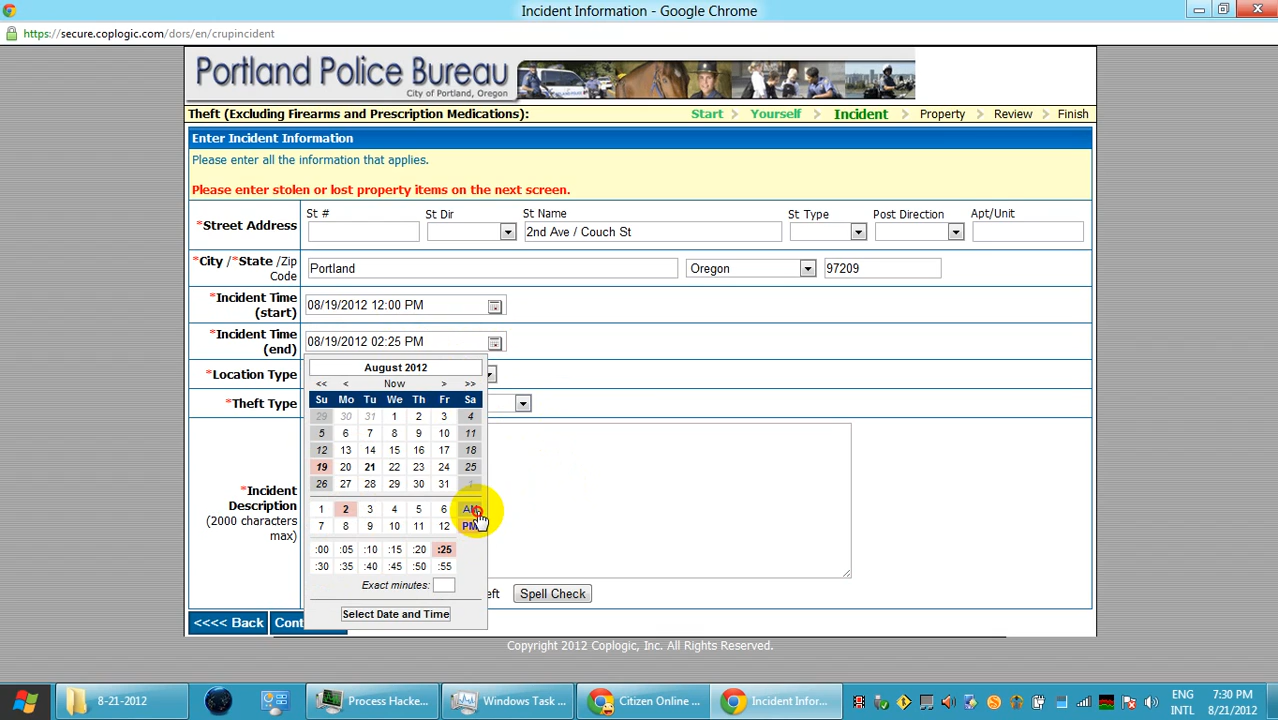 Incident Information - Google Chrome
https://secure.coplogic.com/dors/en/crupincident
Portland Police Bureau
City of Portland, Oregon
Theft (Excluding Firearms and Prescription Medications):
Start Yourself Incident Property Review Finish
Enter Incident Information
Please enter all the information that applies.
Please enter stolen or lost property items on the next screen.
St # St Dir St Name St Type Post Direction Apt/Unit
*Street Address 2nd Ave / Couch St
*City /*State /Zip Code Portland Oregon 97209
*Incident Time (start) 08/19/2012 12:00 PM
*Incident Time (end) 08/19/2012 02:25 PM
*Location Type
*Theft Type
*Incident Description (2000 characters max)
August 2012
<< < Now > >>
Su Mo Tu We Th Fr Sa
29 30 31 1 2 3 4
5 6 7 8 9 10 11
12 13 14 15 16 17 18
19 20 21 22 23 24 25
26 27 28 29 30 31 1
1 2 3 4 5 6 AM
7 8 9 10 11 12 PM
:00 :05 :10 :15 :20 :25
:30 :35 :40 :45 :50 :55
Exact minutes:
Select Date and Time
eft Spell Check
<<<< Back Cont
Copyright 2012 Coplogic, Inc. All Rights Reserved.
8-21-2012 Process Hacke... Windows Task ... Citizen Online ... Incident Infor...
ENG 7:30 PM
INTL 8/21/2012